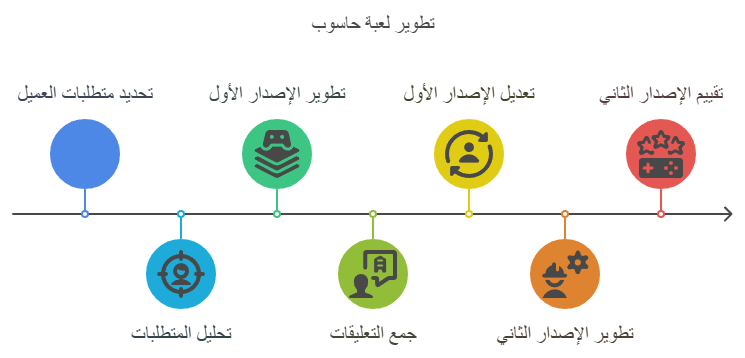 تطوير لعبة حاسوب
تحديد متطلبات العميل
تحليل المتطلبات
تطوير الإصدار الأول
جمع التعليقات
تعديل الإصدار الأول
تطوير الإصدار الثاني
تقييم الإصدار الثاني